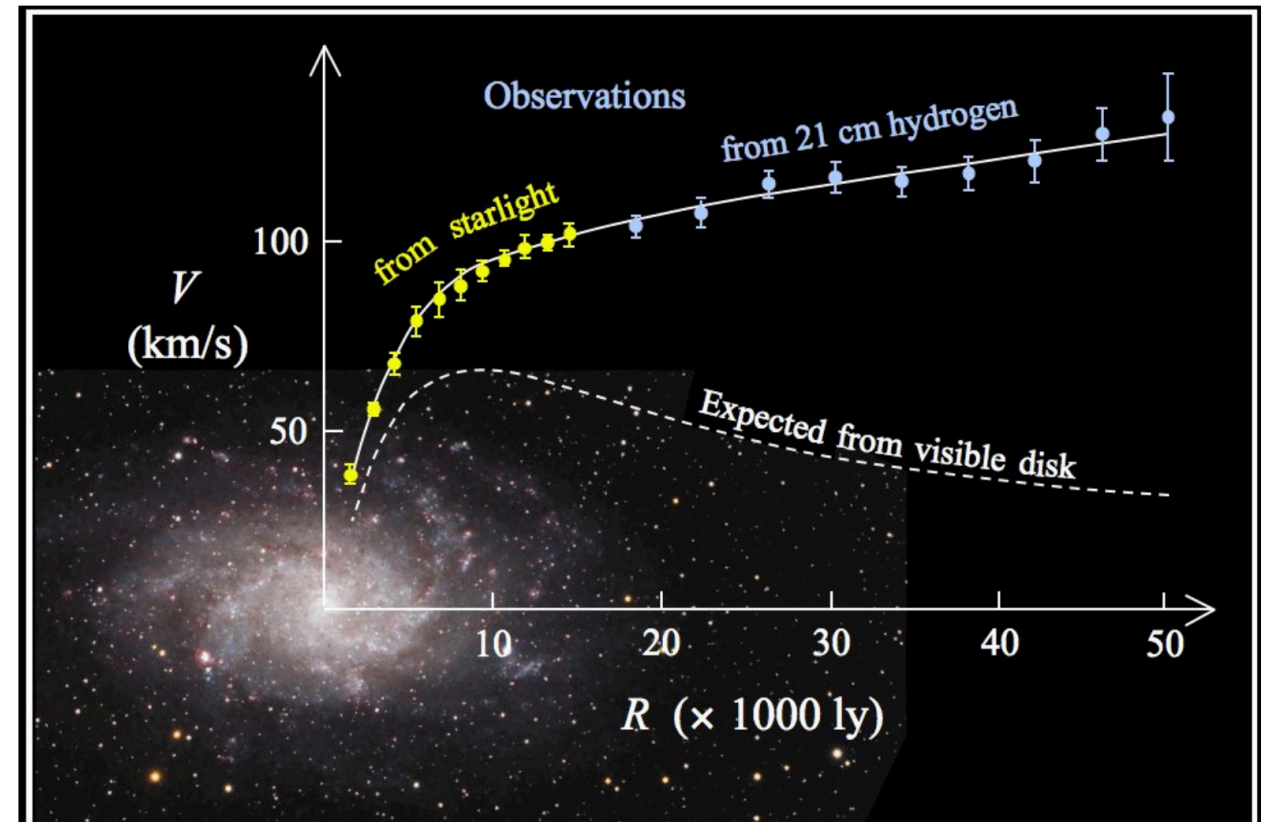 Observations
from 21 cm hydrogen
from starlight
100
V
(km/s)
50
Expected from visible disk
10
20
30
40
50
R (× 1000 ly)